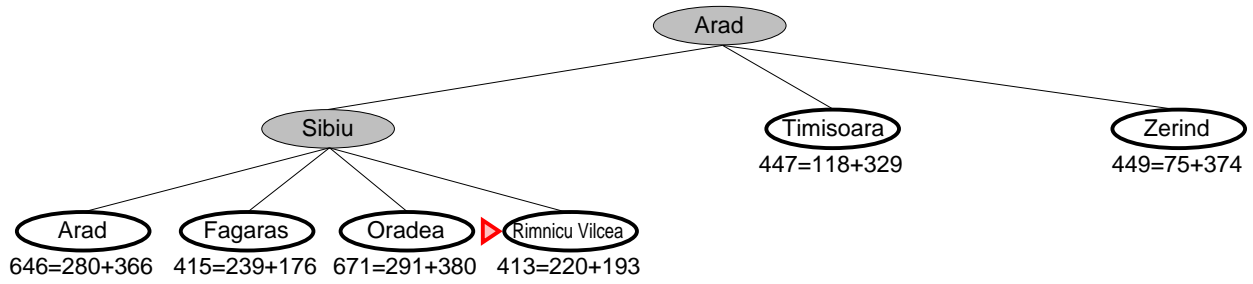 Arad
Sibiu Timisoara Zerind
447=118+329 449=75+374
Arad Fagaras Oradea Rimnicu Vilcea
646=280+366 415=239+176 671=291+380 413=220+193